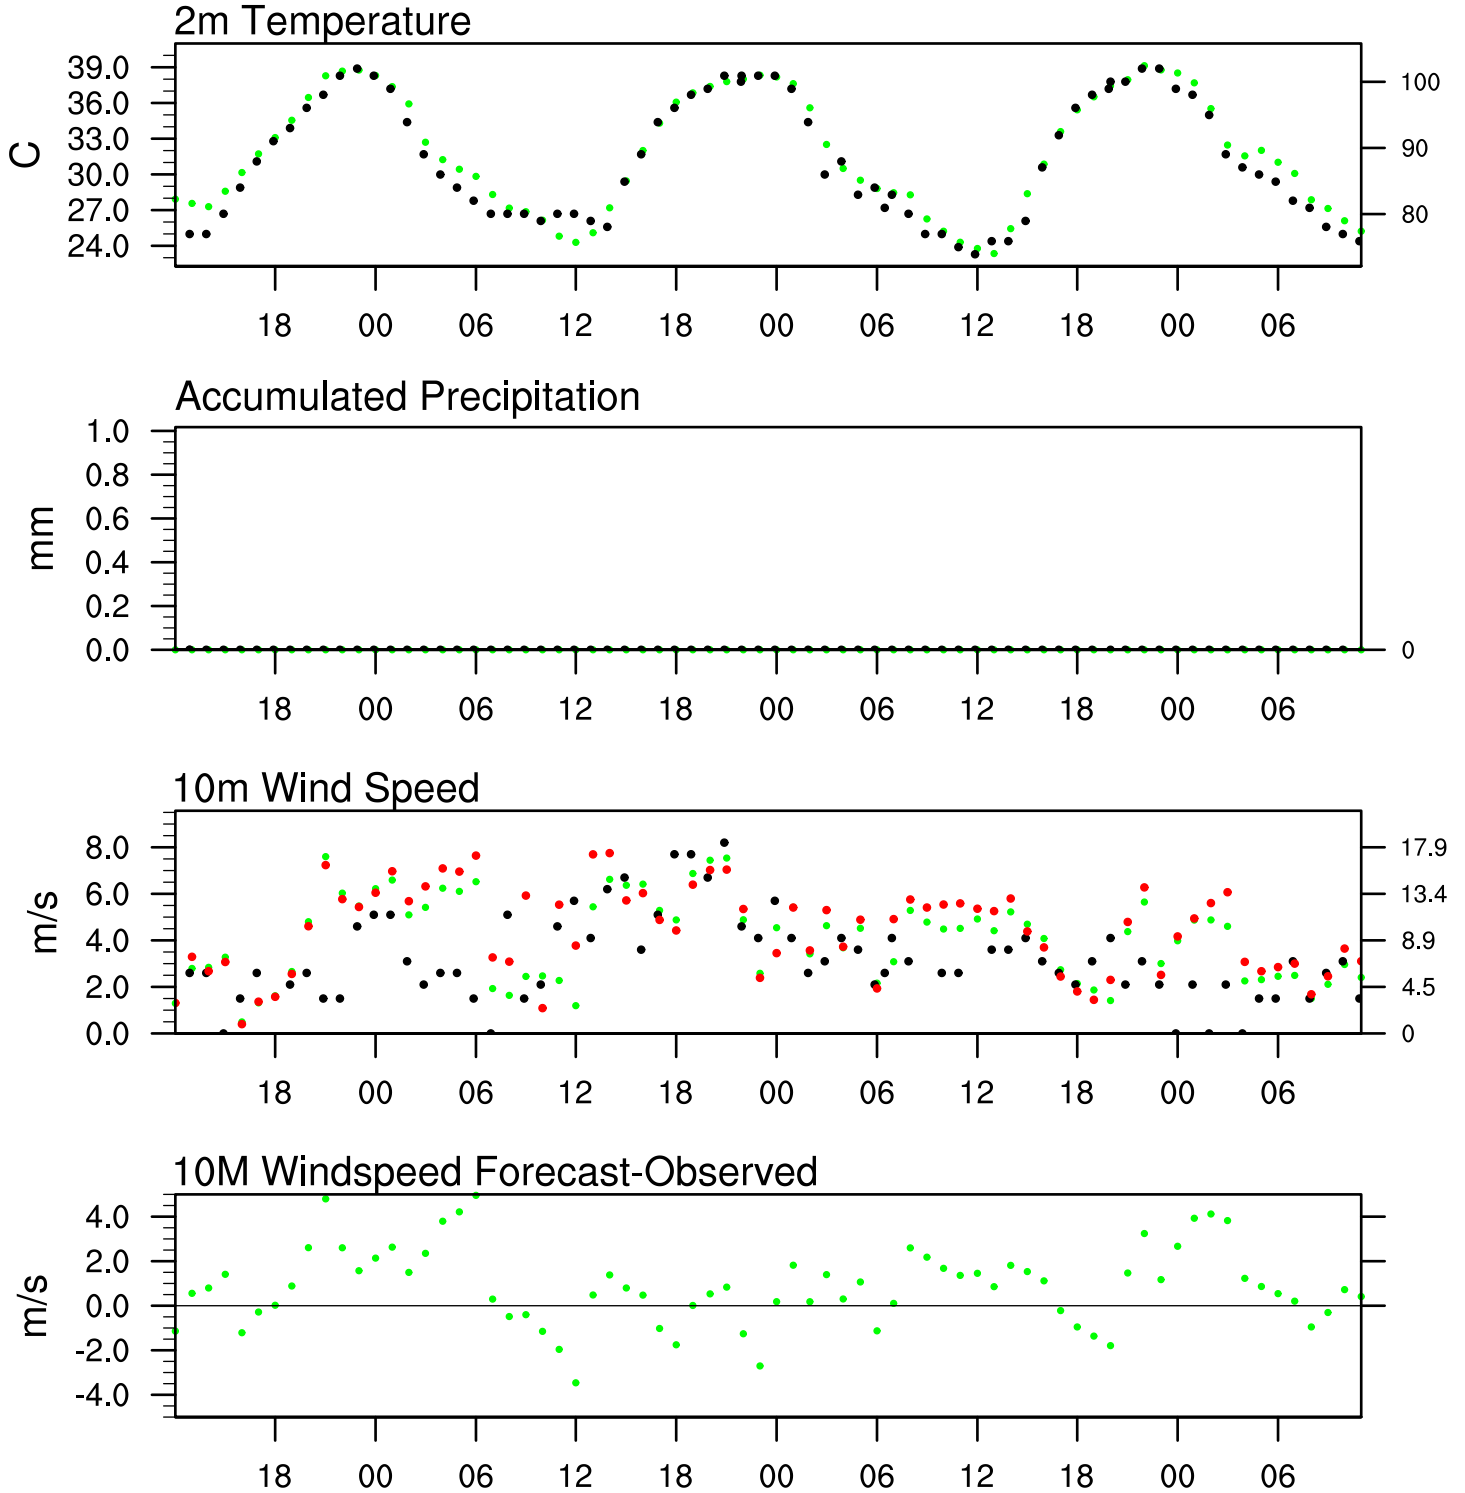 2m Temperature
39.0
36.0
33.0
30.0
27.0
24.0
C
100
90
80
18 00 06 12 18 00 06 12 18 00 06
Accumulated Precipitation
1.0
0.8
0.6
0.4
0.2
0.0
mm
0
18 00 06 12 18 00 06 12 18 00 06
10m Wind Speed
8.0
6.0
4.0
2.0
0.0
m/s
17.9
13.4
8.9
4.5
0
18 00 06 12 18 00 06 12 18 00 06
10M Windspeed Forecast-Observed
4.0
2.0
0.0
-2.0
-4.0
m/s
18 00 06 12 18 00 06 12 18 00 06